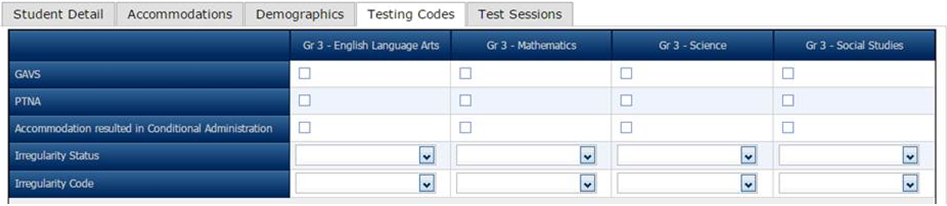 Student Detail Accommodations Demographics Testing Codes Test Sessions
Gr 3 - English Language Arts Gr 3 - Mathematics Gr 3 - Science Gr 3 - Social Studies
GAVS
PTNA
Accommodation resulted in Conditional Administration
Irregularity Status
Irregularity Code